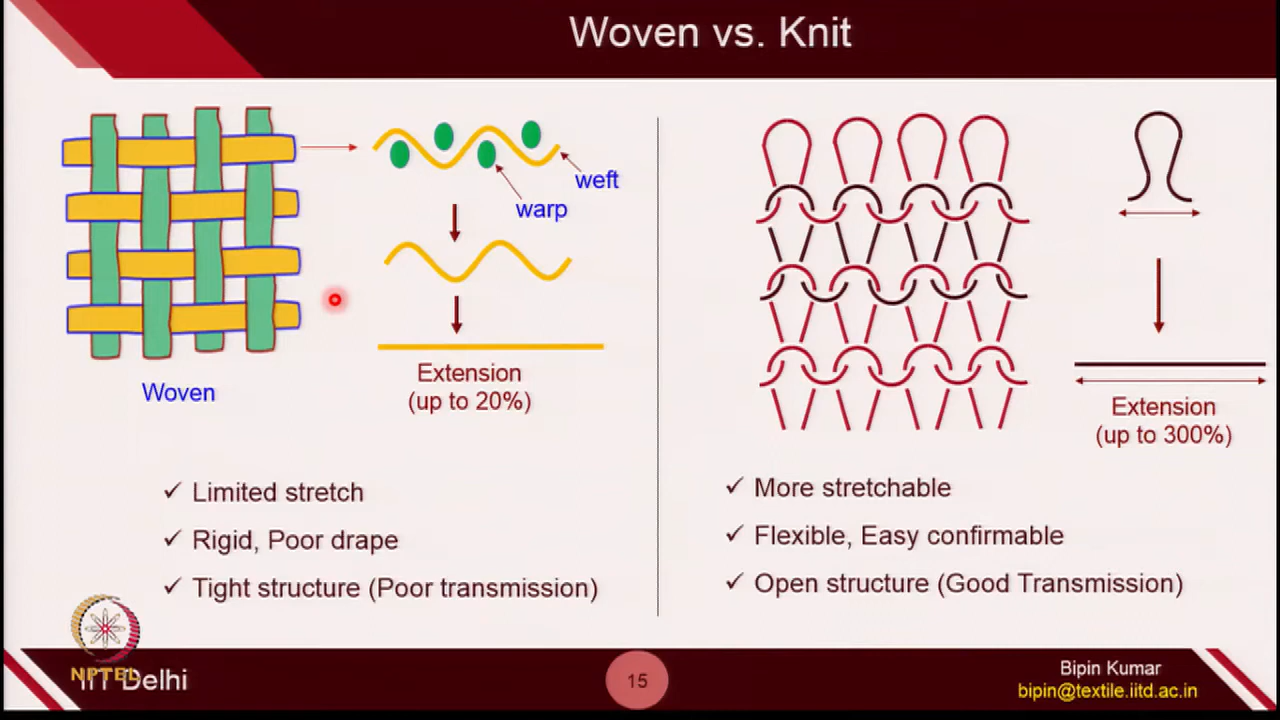 Woven vs. Knit
weft
warp
Woven
Extension
(up to 20%)
Limited stretch
Rigid, Poor drape
Tight structure (Poor transmission)
Extension
(up to 300%)
More stretchable
Flexible, Easy confirmable
Open structure (Good Transmission)
NPTEL
IIT Delhi
15
Bipin Kumar
bipin@textile.iitd.ac.in